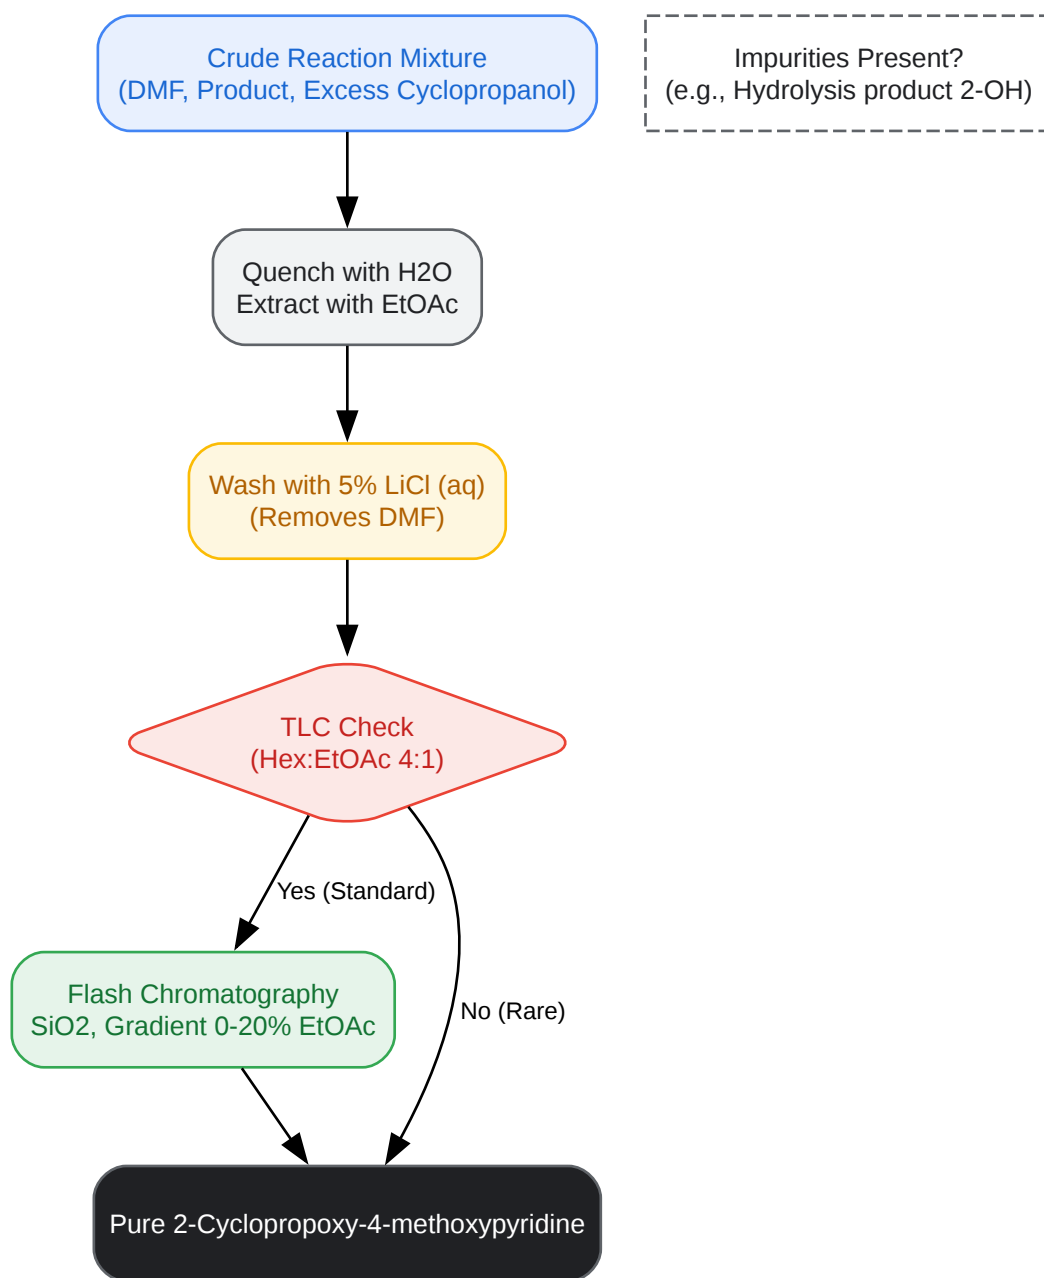 Crude Reaction Mixture
(DMF, Product, Excess Cyclopropanol)
Impurities Present?
(e.g., Hydrolysis product 2-OH)
Quench with H2O
Extract with EtOAc
Wash with 5% LiCl (aq)
(Removes DMF)
TLC Check
(Hex:EtOAc 4:1)
Yes (Standard)
Flash Chromatography
SiO2, Gradient 0-20% EtOAc
No (Rare)
Pure 2-Cyclopropoxy-4-methoxypyridine